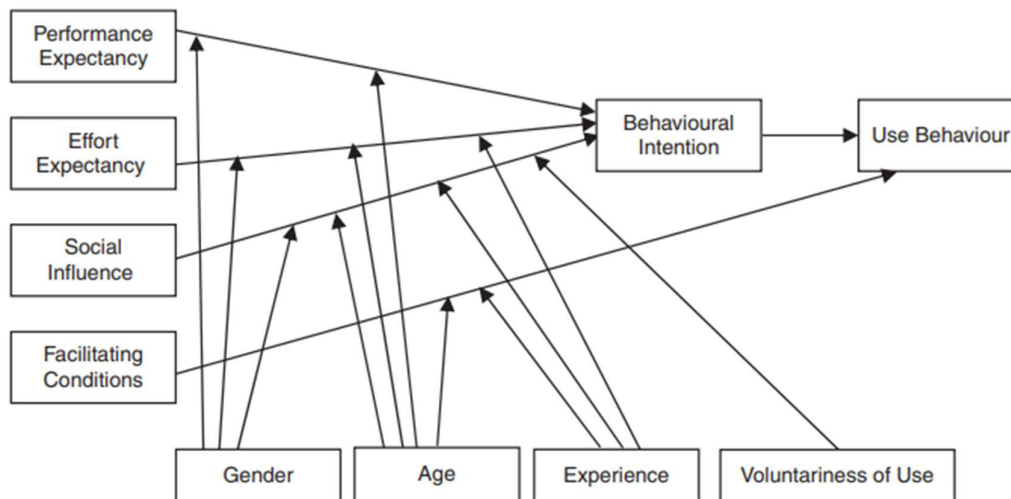 Performance
Expectancy
Effort
Expectancy
Social
Influence
Facilitating
Conditions
Behavioural
Intention
Use Behaviour
Gender
Age
Experience
Voluntariness of Use